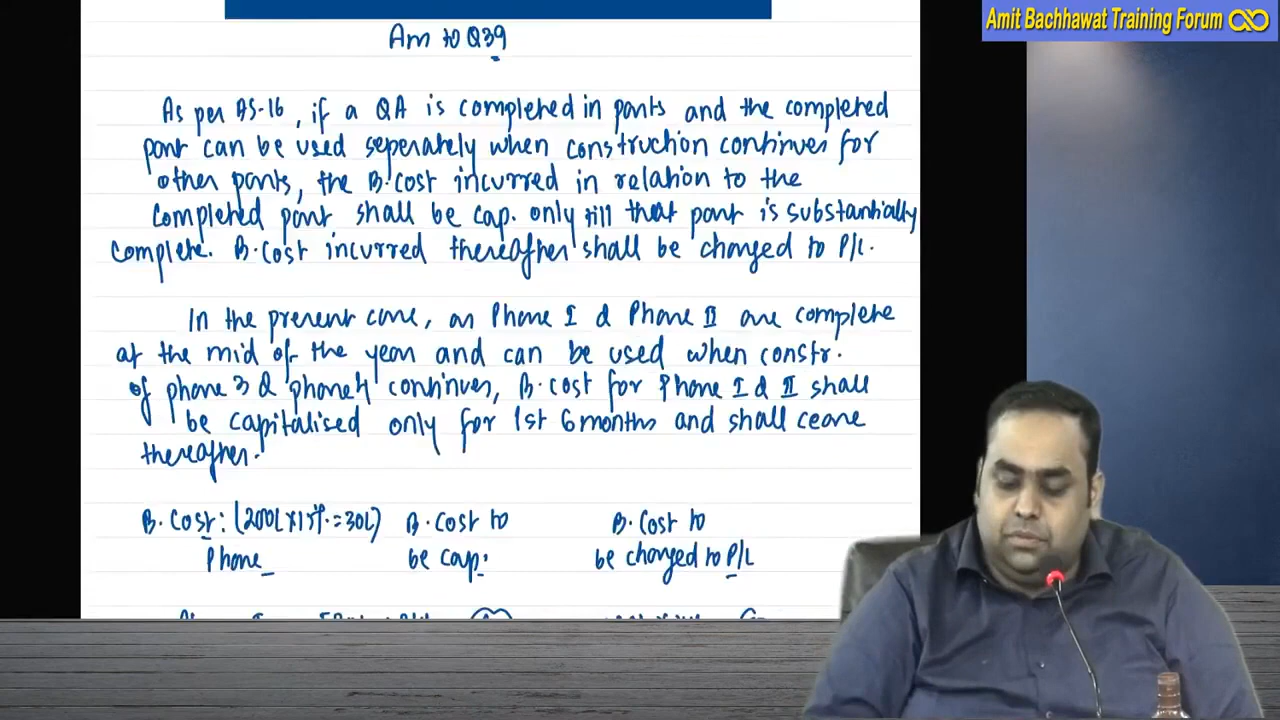 Amit Bachhawat Training Forum
Ans to Q39
As per AS-16, if a QA is completed in parts and the completed
part can be used seperately when construction continues for
other parts, the B.cost incurred in relation to the
completed part shall be cap. only till that part is substantially
complete. B.cost incurred thereafter shall be charged to P/L.
In the present case, as Phase I & Phase II are complete
at the mid of the year and can be used when constr.
of phase 3 & phase 4 continues, B.cost for Phase I & II shall
be capitalised only for 1st 6 months and shall cease
thereafter.
B.Cost: (200L x 15% = 30L) B.Cost to B.Cost to
Phase be cap. be charged to P/L